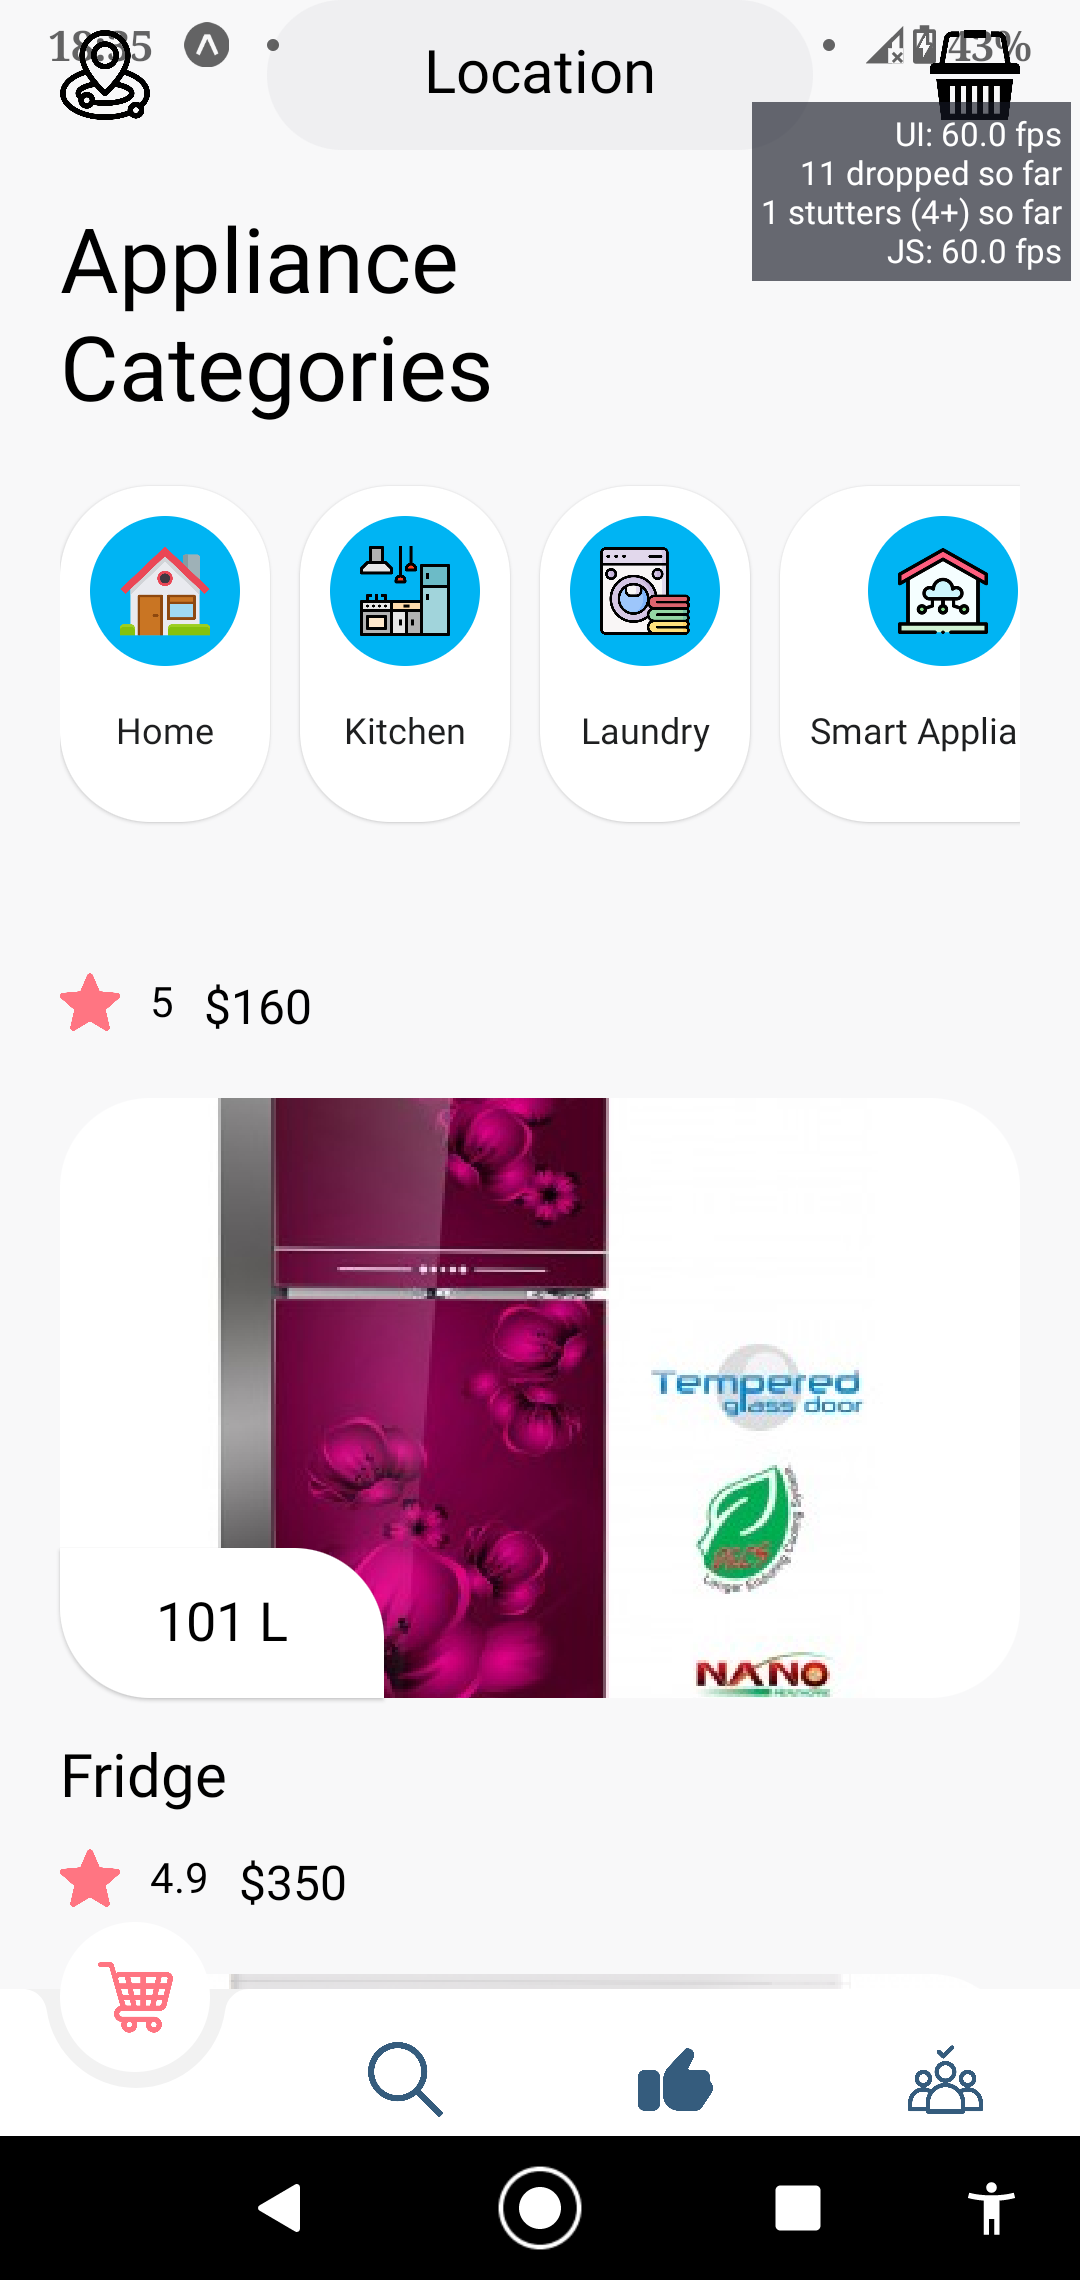 18:35
43%
Location
UI: 60.0 fps
11 dropped so far
1 stutters (4+) so far
JS: 60.0 fps
Appliance
Categories
Home
Kitchen
Laundry
Smart Applia
5 $160
Tempered
glass door
NANO
101 L
Fridge
4.9 $350